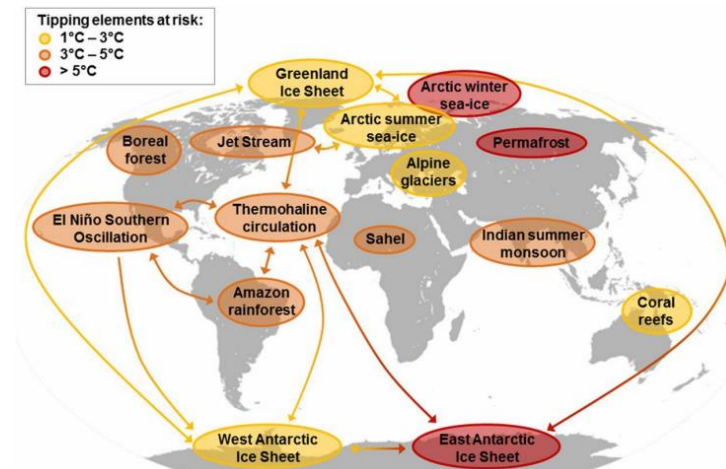 Tipping elements at risk:
1°C – 3°C
3°C – 5°C
> 5°C
Greenland
Ice Sheet
Arctic winter
sea-ice
Arctic summer
sea-ice
Boreal
forest
Jet Stream
Permafrost
Alpine
glaciers
El Niño Southern
Oscillation
Thermohaline
circulation
Sahel
Indian summer
monsoon
Amazon
rainforest
Coral
reefs
West Antarctic
Ice Sheet
East Antarctic
Ice Sheet